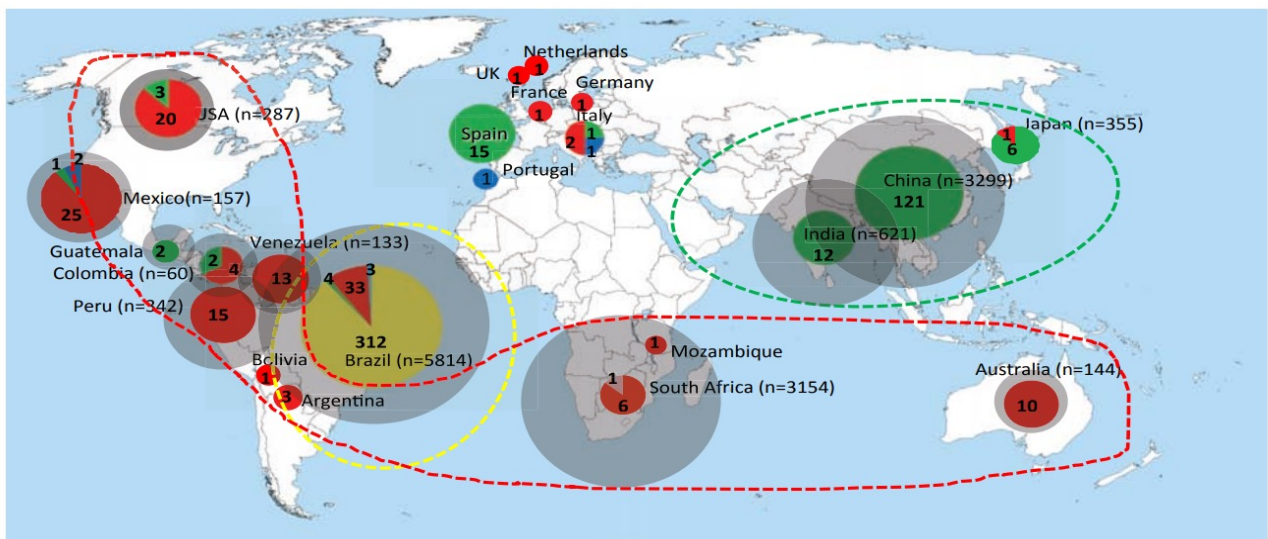 Netherlands
1
UK
1
Germany
1
France
1
Italy
2
1
1
Spain
15
Portugal
1
3
20
USA (n=287)
1
2
25
Mexico(n=157)
Guatemala
2
Colombia (n=60)
2
4
Venezuela (n=133)
13
Peru (n=342)
15
4
33
3
312
Brazil (n=5814)
Bolivia
1
3
Argentina
1
Mozambique
1
6
South Africa (n=3154)
Australia (n=144)
10
India (n=621)
12
China (n=3299)
121
Japan (n=355)
1
6